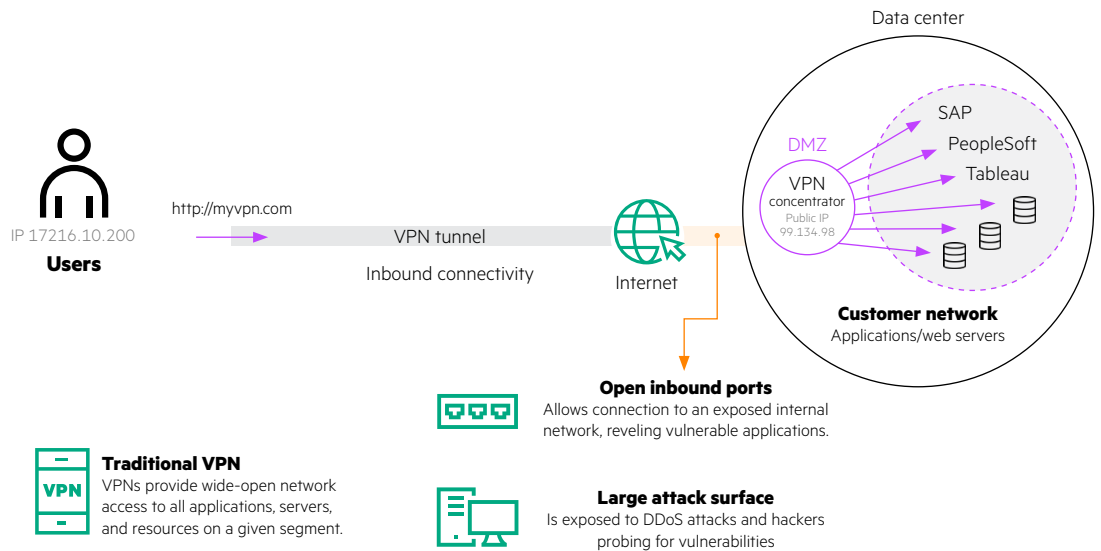 Data center
SAP
PeopleSoft
Tableau
DMZ
VPN
concentrator
Public IP
99.134.98
http://myvpn.com
IP 17216.10.200
Users
VPN tunnel
Inbound connectivity
Internet
Customer network
Applications/web servers
Open inbound ports
Allows connection to an exposed internal
network, reveling vulnerable applications.
VPN
Traditional VPN
VPNs provide wide-open network
access to all applications, servers,
and resources on a given segment.
Large attack surface
Is exposed to DDoS attacks and hackers
probing for vulnerabilities